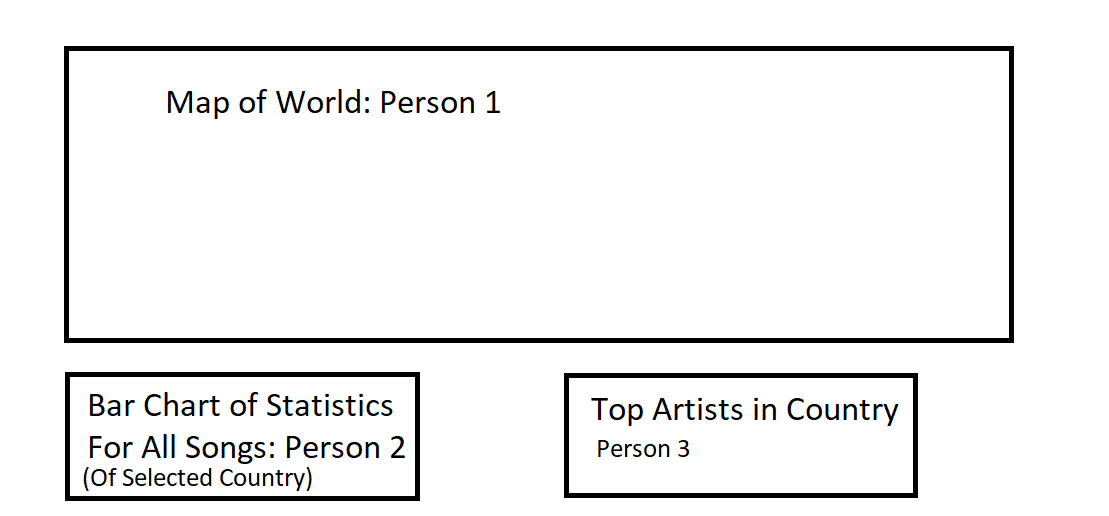 Map of World: Person 1
Bar Chart of Statistics
For All Songs: Person 2
(Of Selected Country)
Top Artists in Country
Person 3